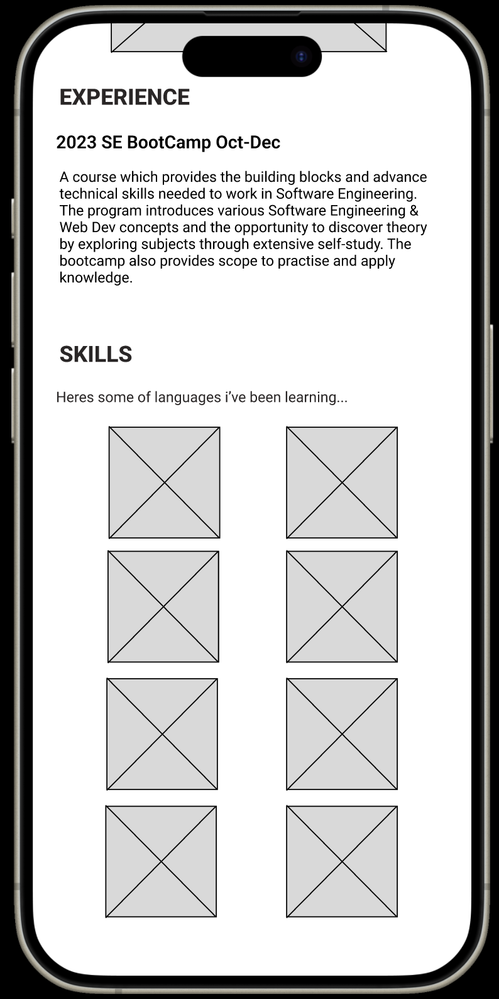 EXPERIENCE
2023 SE BootCamp Oct-Dec
A course which provides the building blocks and advance
technical skills needed to work in Software Engineering.
The program introduces various Software Engineering &
Web Dev concepts and the opportunity to discover theory
by exploring subjects through extensive self-study. The
bootcamp also provides scope to practise and apply
knowledge.
SKILLS
Heres some of languages i’ve been learning...